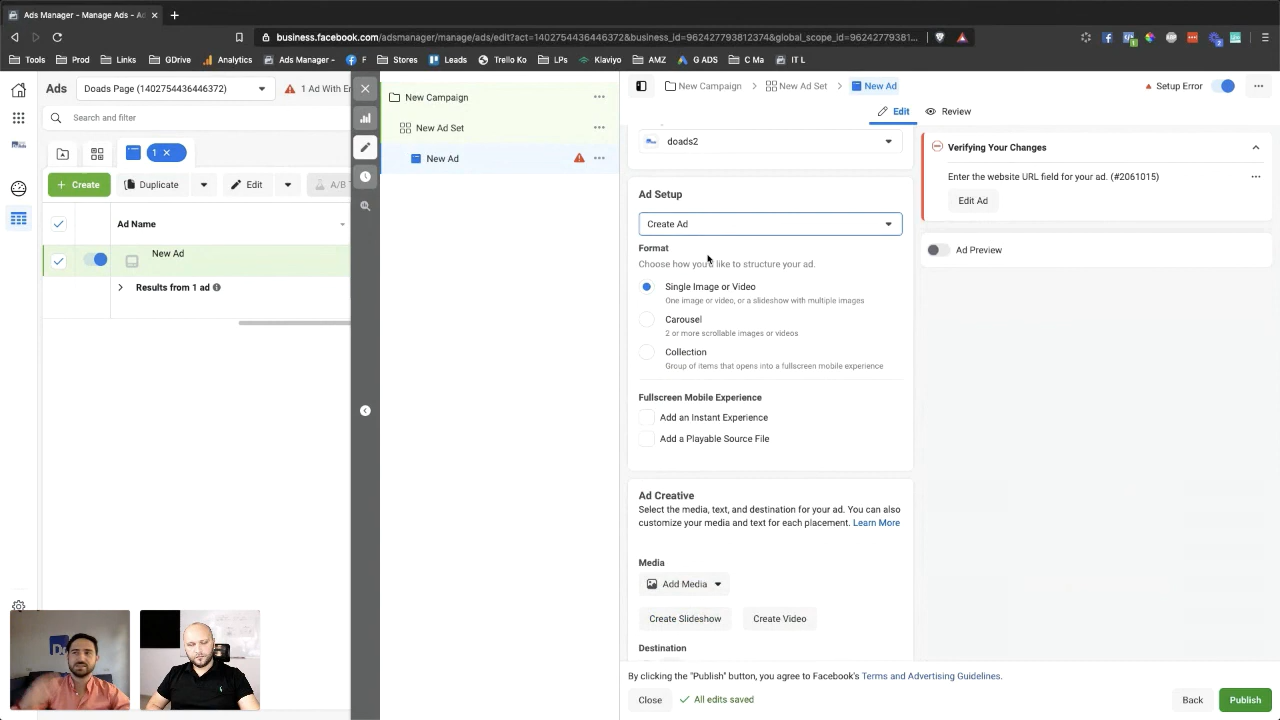 Ads Manager - Manage Ads - Ad
business.facebook.com/adsmanager/manage/ads/edit?act=1402754436446372&business_id=962427793812374&global_scope_id=96242779381...
Tools
Prod
Links
GDrive
Analytics
Ads Manager -
F
Stores
Leads
Trello Ko
LPs
Klaviyo
AMZ
G ADS
C Ma
IT L
Ads
Doads Page (1402754436446372)
1 Ad With Er
Search and filter
1
Create
Duplicate
Edit
A/B T
Ad Name
New Ad
Results from 1 ad
New Campaign
New Ad Set
New Ad
New Campaign
New Ad Set
New Ad
Setup Error
Edit
Review
doads2
Ad Setup
Create Ad
Format
Choose how you'd like to structure your ad.
Single Image or Video
One image or video, or a slideshow with multiple images
Carousel
2 or more scrollable images or videos
Collection
Group of items that opens into a fullscreen mobile experience
Fullscreen Mobile Experience
Add an Instant Experience
Add a Playable Source File
Ad Creative
Select the media, text, and destination for your ad. You can also
customize your media and text for each placement. Learn More
Media
Add Media
Create Slideshow
Create Video
Destination
Verifying Your Changes
Enter the website URL field for your ad. (#2061015)
Edit Ad
Ad Preview
By clicking the "Publish" button, you agree to Facebook's Terms and Advertising Guidelines.
Close
All edits saved
Back
Publish